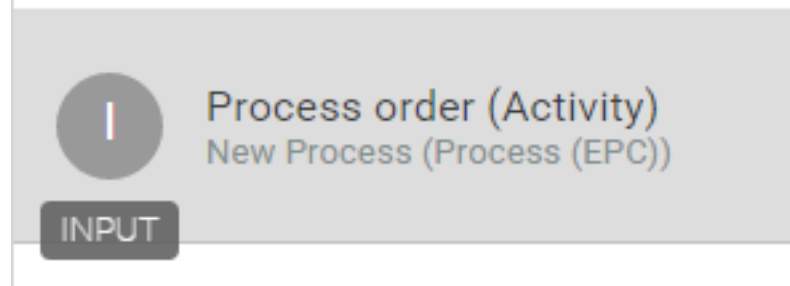 I
Process order (Activity)
New Process (Process (EPC))
INPUT